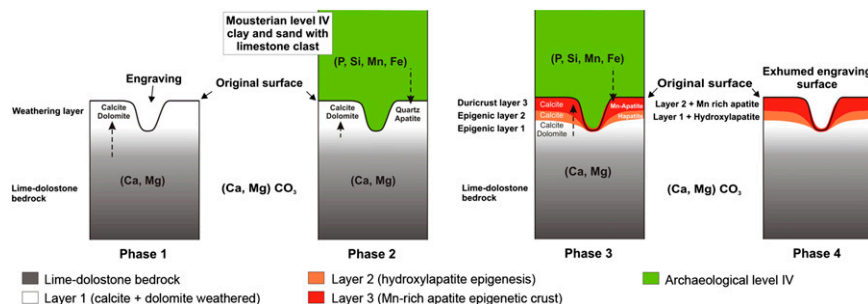 Mousterian level IV
clay and sand with
limestone clast
Engraving
Original surface
Weathering layer
Calcite
Dolomite
(Ca, Mg)
Lime-dolostone
bedrock
Phase 1
(Ca, Mg) CO₃
(P, Si, Mn, Fe)
Calcite
Dolomite
Quartz
Apatite
(Ca, Mg)
Phase 2
(P, Si, Mn, Fe)
Duricrust layer 3
Epigenic layer 2
Epigenic layer 1
Calcite
Calcite
Calcite
Dolomite
Mn-Apatite
Hapatite
(Ca, Mg)
Lime-dolostone
bedrock
Phase 3
Original surface
Layer 2 + Mn rich apatite
Layer 1 + Hydroxylapatite
(Ca, Mg) CO₃
Exhumed engraving
surface
Phase 4
Lime-dolostone bedrock
Layer 1 (calcite + dolomite weathered)
Layer 2 (hydroxylapatite epigenesis)
Layer 3 (Mn-rich apatite epigenetic crust)
Archaeological level IV